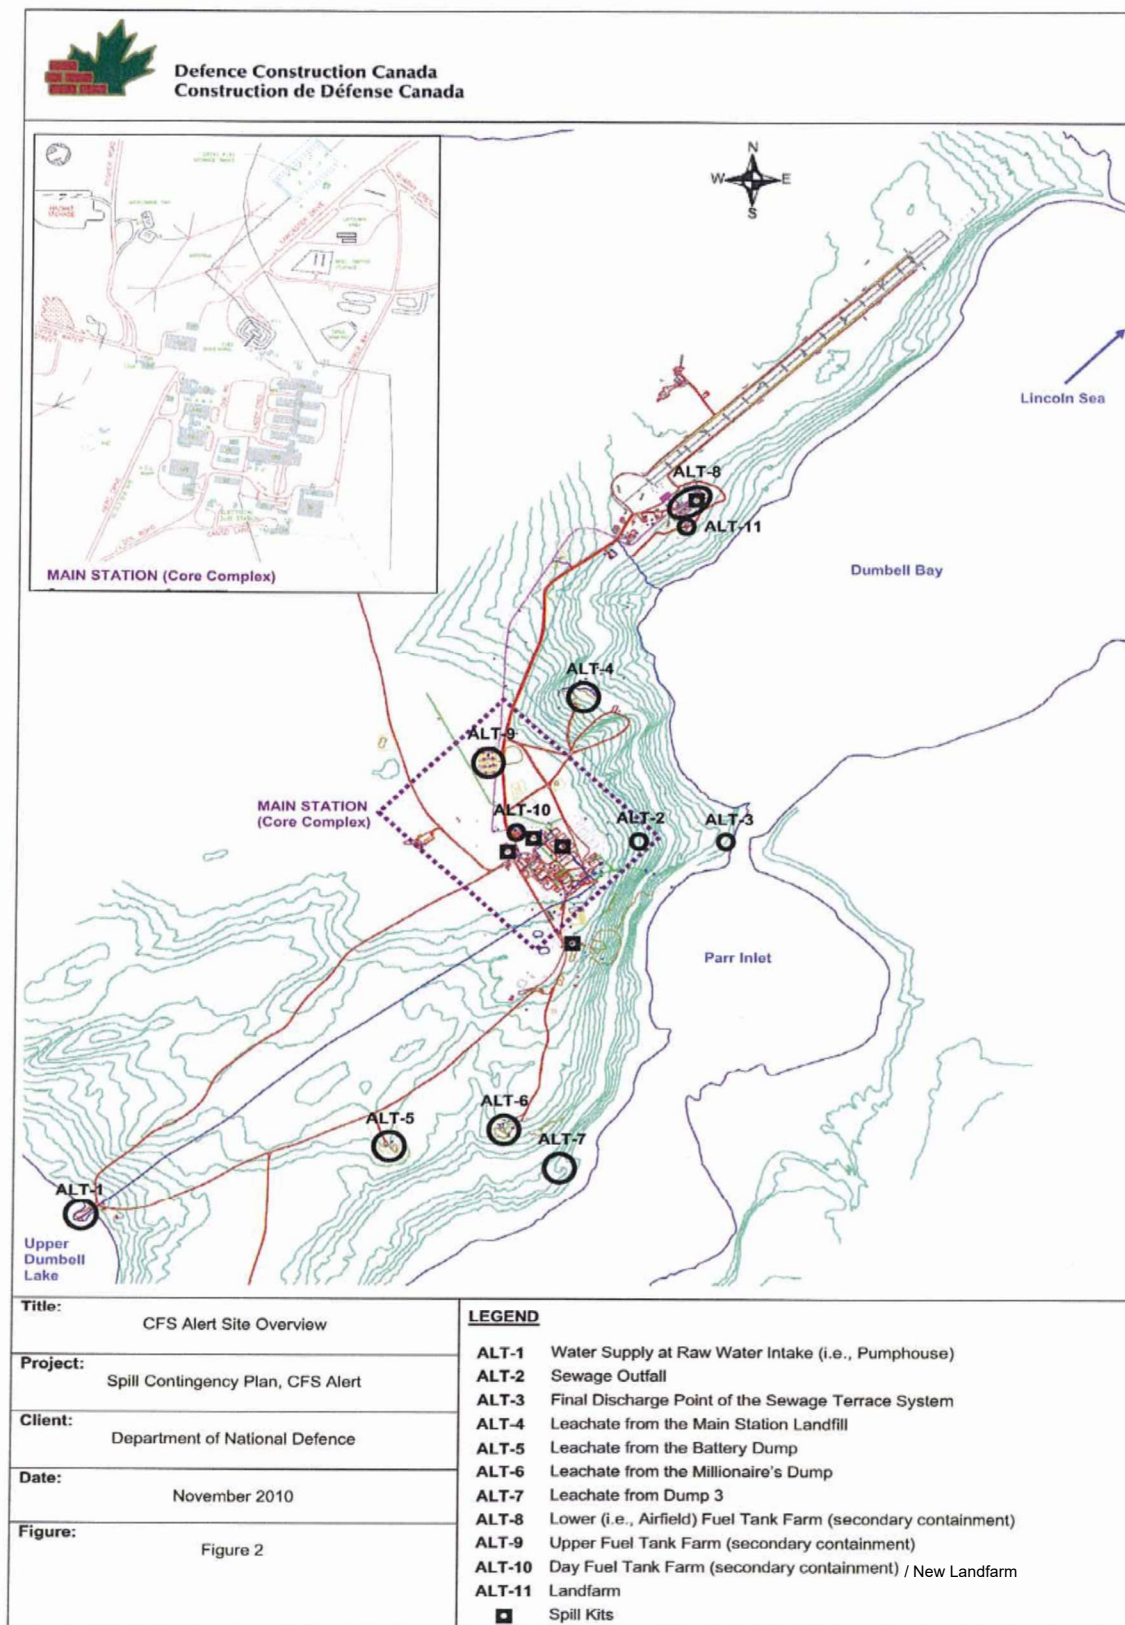 Defence Construction Canada
Construction de Défense Canada
N
W E
S
Lincoln Sea
ALT-8
ALT-11
MAIN STATION (Core Complex)
Dumbell Bay
ALT-4
ALT-9
MAIN STATION
(Core Complex)
ALT-10
ALT-2
ALT-3
Parr Inlet
ALT-6
ALT-5
ALT-7
ALT-1
Upper
Dumbell
Lake
Title:
CFS Alert Site Overview
Project:
Spill Contingency Plan, CFS Alert
Client:
Department of National Defence
Date:
November 2010
Figure:
Figure 2
LEGEND
ALT-1 Water Supply at Raw Water Intake (i.e., Pumphouse)
ALT-2 Sewage Outfall
ALT-3 Final Discharge Point of the Sewage Terrace System
ALT-4 Leachate from the Main Station Landfill
ALT-5 Leachate from the Battery Dump
ALT-6 Leachate from the Millionaire's Dump
ALT-7 Leachate from Dump 3
ALT-8 Lower (i.e., Airfield) Fuel Tank Farm (secondary containment)
ALT-9 Upper Fuel Tank Farm (secondary containment)
ALT-10 Day Fuel Tank Farm (secondary containment) / New Landfarm
ALT-11 Landfarm
Spill Kits